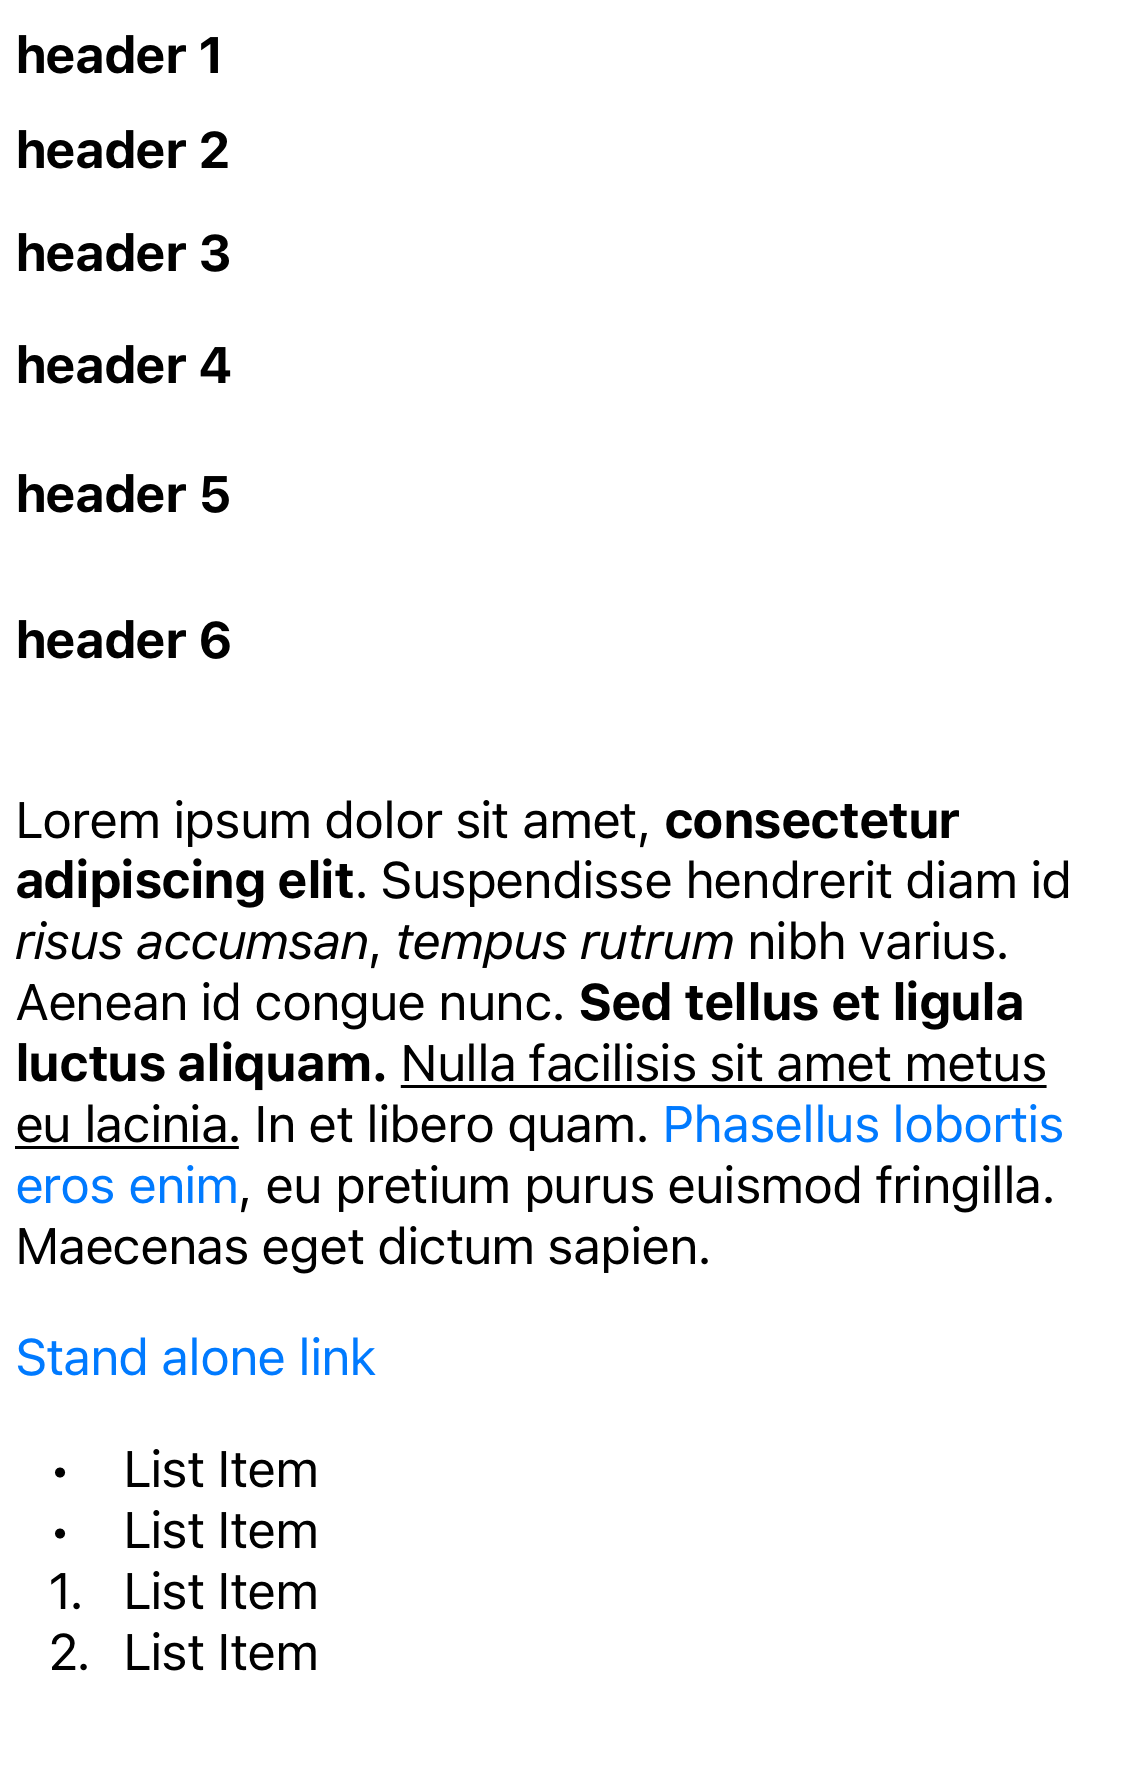 header 1
header 2
header 3
header 4
header 5
header 6
Lorem ipsum dolor sit amet, consectetur
adipiscing elit. Suspendisse hendrerit diam id
risus accumsan, tempus rutrum nibh varius.
Aenean id congue nunc. Sed tellus et ligula
luctus aliquam. Nulla facilisis sit amet metus
eu lacinia. In et libero quam. Phasellus lobortis
eros enim, eu pretium purus euismod fringilla.
Maecenas eget dictum sapien.
Stand alone link
• List Item
• List Item
1. List Item
2. List Item